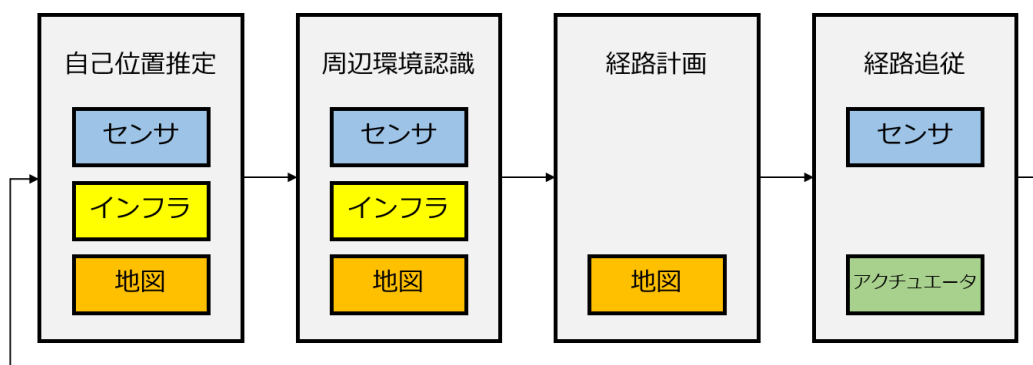 自己位置推定
センサ
インフラ
地図
周辺環境認識
センサ
インフラ
地図
経路計画
地図
経路追従
センサ
アクチュエータ